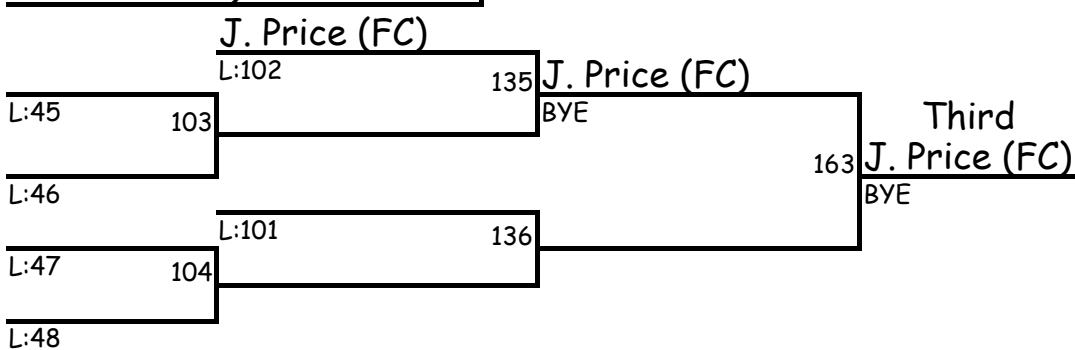 J. Price (FC)
L:102
135
J. Price (FC)
BYE
L:45
103
L:46
Third
163
J. Price (FC)
BYE
L:101
136
L:47
104
L:48